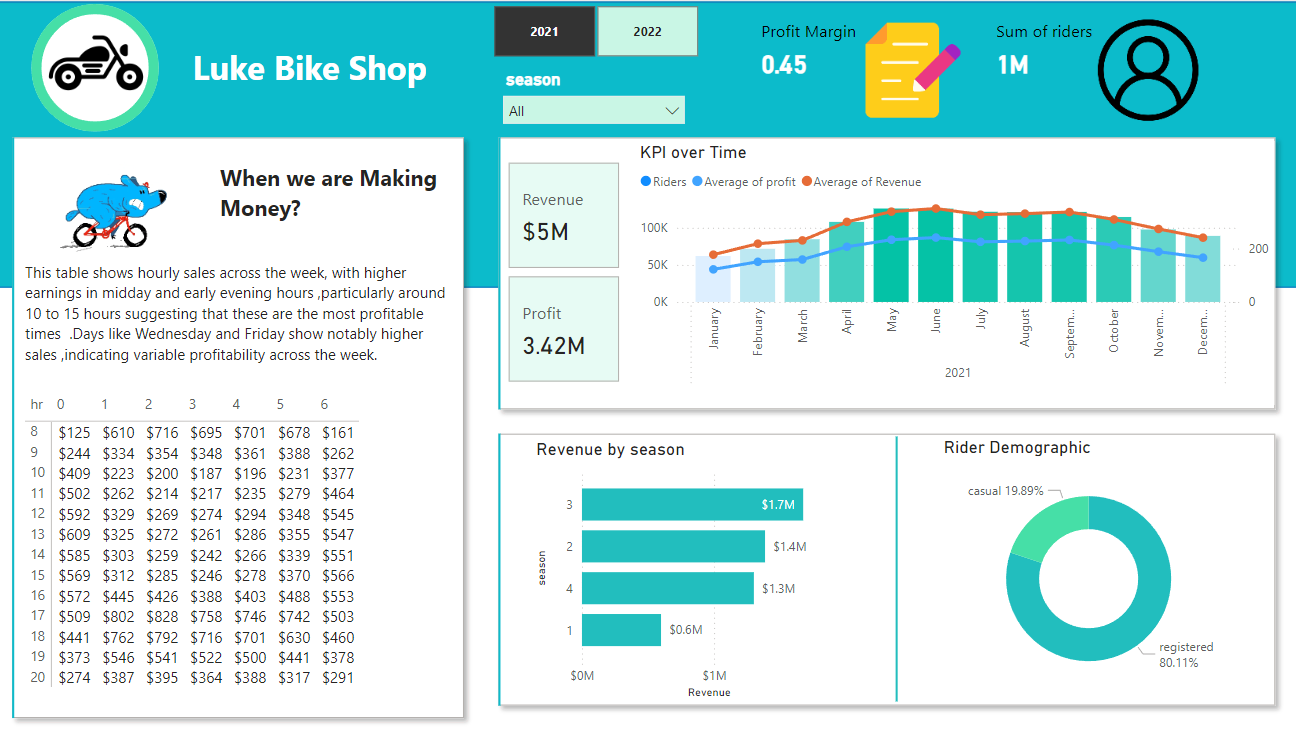 Luke Bike Shop
2021
2022
season
All
Profit Margin
0.45
Sum of riders
1M
When we are Making
Money?
This table shows hourly sales across the week, with higher
earnings in midday and early evening hours ,particularly around
10 to 15 hours suggesting that these are the most profitable
times .Days like Wednesday and Friday show notably higher
sales ,indicating variable profitability across the week.
hr 0 1 2 3 4 5 6
8 $125 $610 $716 $695 $701 $678 $161
9 $244 $334 $354 $348 $361 $388 $262
10 $409 $223 $200 $187 $196 $231 $377
11 $502 $262 $214 $217 $235 $279 $464
12 $592 $329 $269 $274 $294 $348 $545
13 $609 $325 $272 $261 $286 $355 $547
14 $585 $303 $259 $242 $266 $339 $551
15 $569 $312 $285 $246 $278 $370 $566
16 $572 $445 $426 $388 $403 $488 $553
17 $509 $802 $828 $758 $746 $742 $503
18 $441 $762 $792 $716 $701 $630 $460
19 $373 $546 $541 $522 $500 $441 $378
20 $274 $387 $395 $364 $388 $317 $291
Revenue
$5M
Profit
3.42M
KPI over Time
Riders Average of profit Average of Revenue
100K
50K
0K
200
0
January February March April May June July August Septem... October Novem... Decem...
2021
Revenue by season
season
3 $1.7M
2 $1.4M
4 $1.3M
1 $0.6M
$0M $1M
Revenue
Rider Demographic
casual 19.89%
registered
80.11%